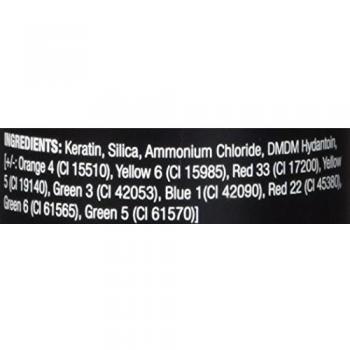 INGREDIENTS: Keratin, Silica, Ammonium Chloride, DMDM Hydantoin,
[+/-: Orange 4 (CI 15510), Yellow 6 (CI 15985), Red 33 (CI 17200), Yellow
5 (CI 19140), Green 3 (CI 42053), Blue 1(CI 42090), Red 22 (CI 45380),
Green 6 (CI 61565), Green 5 (CI 61570)]